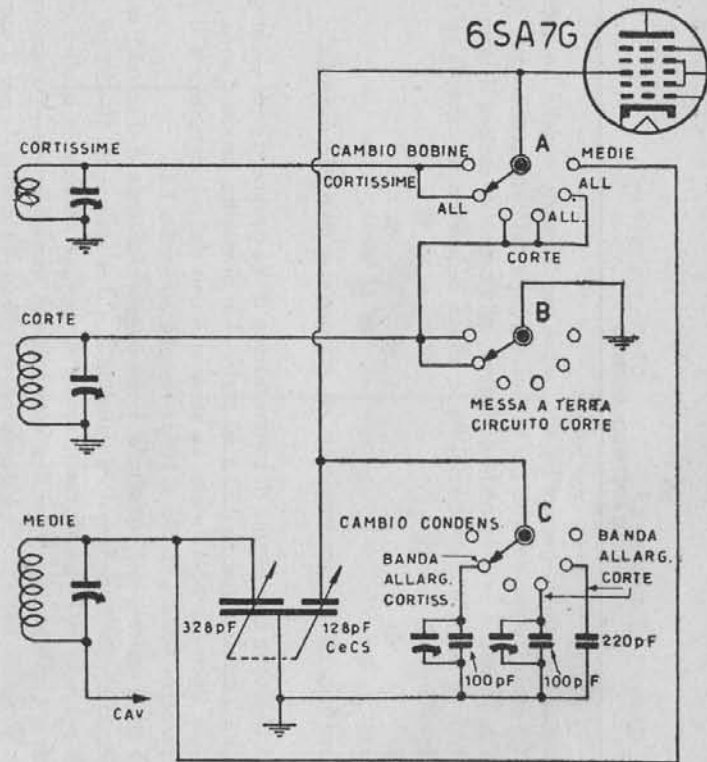 6SA7G
CORTISSIME
CAMBIO BOBINE
A
MEDIE
CORTISSIME
ALL
ALL
ALL.
CORTE
CORTE
B
MESSA A TERRA
CIRCUITO CORTE
MEDIE
CAMBIO CONDENS
C
BANDA
ALLARG.
CORTE
BANDA
ALLARG.
CORTISS.
328pF
128pF
CeCS
220pF
100pF
100pF
CAV